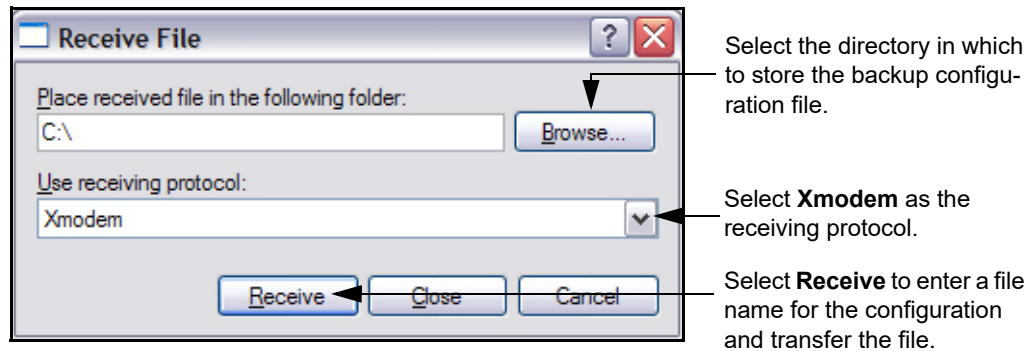 Receive File
Place received file in the following folder:
C:\
Browse...
Use receiving protocol:
Xmodem
Receive
Close
Cancel
Select the directory in which
to store the backup configu-
ration file.
Select Xmodem as the
receiving protocol.
Select Receive to enter a file
name for the configuration
and transfer the file.